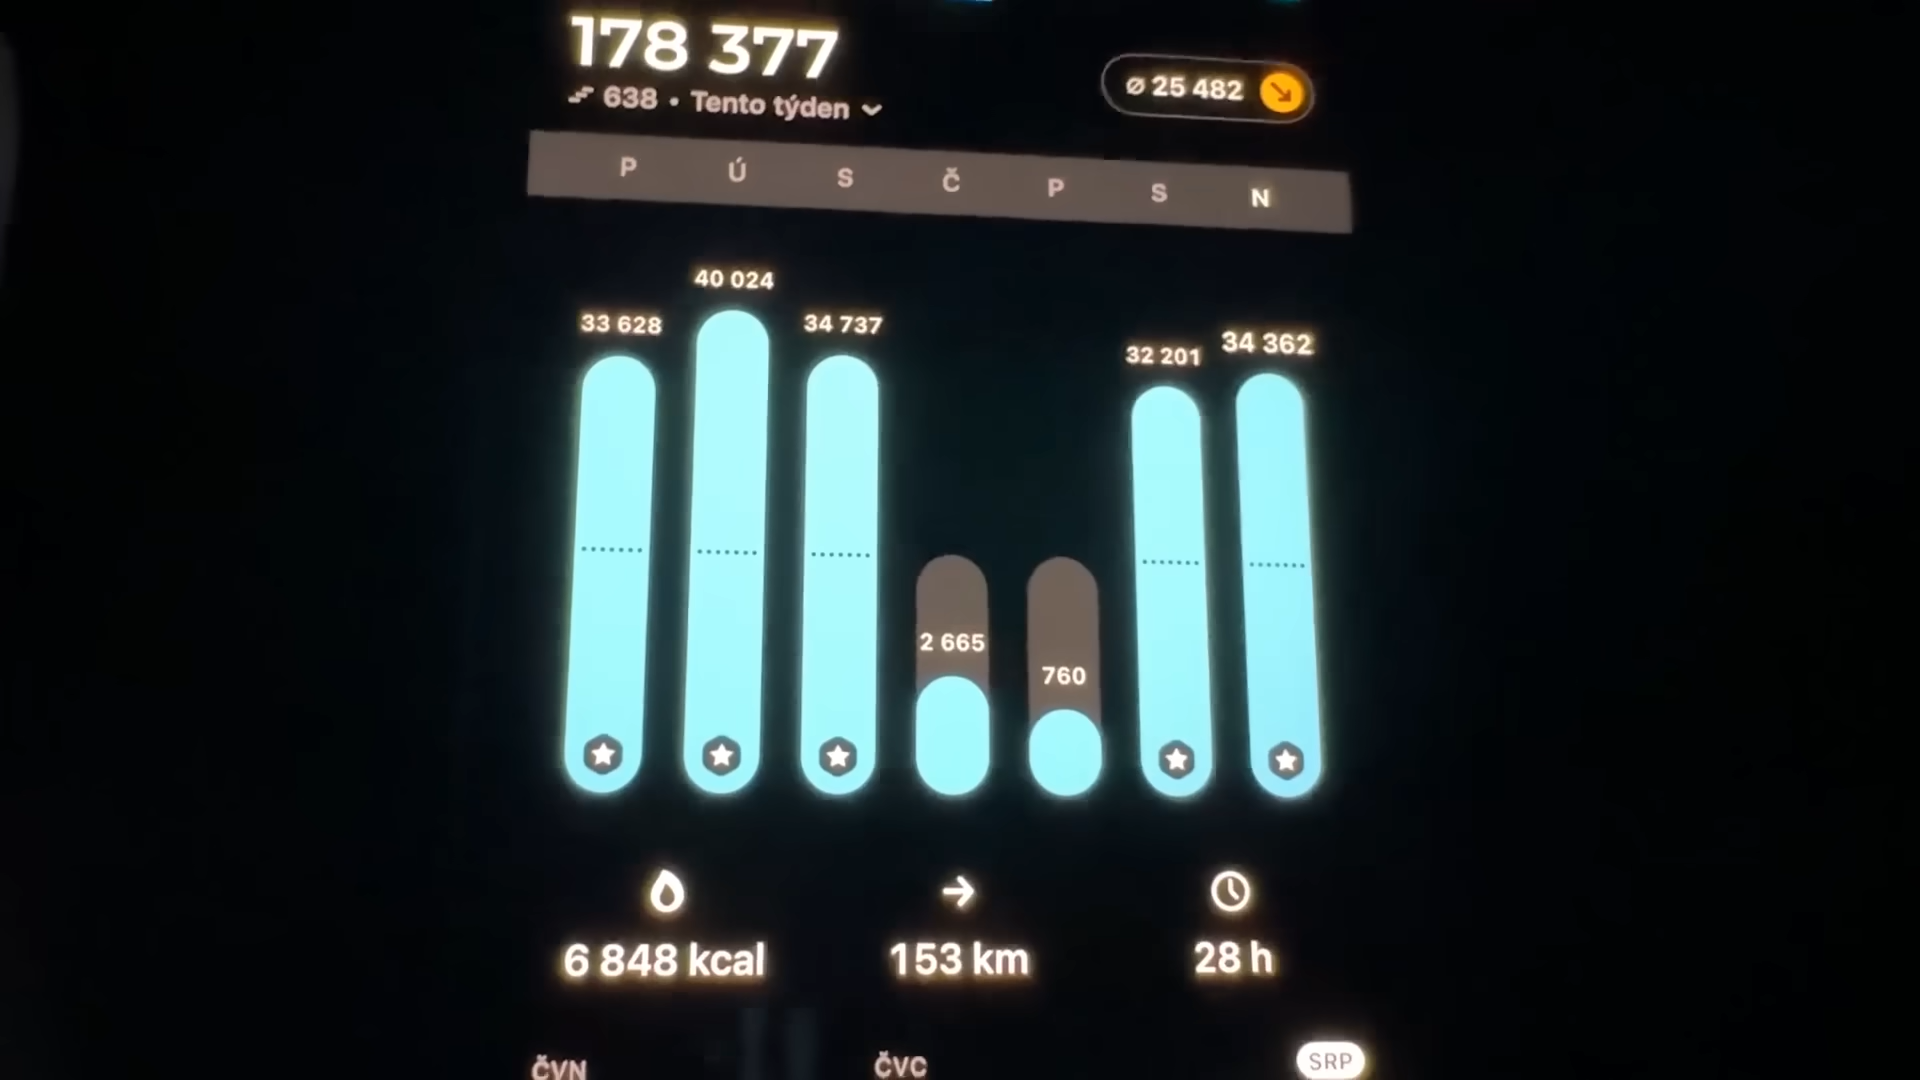 178 377
638 • Tento týden
⌀ 25 482
P Ú S Č P S N
33 628
40 024
34 737
2 665
760
32 201
34 362
6 848 kcal
153 km
28 h
ČVN
ČVC
SRP